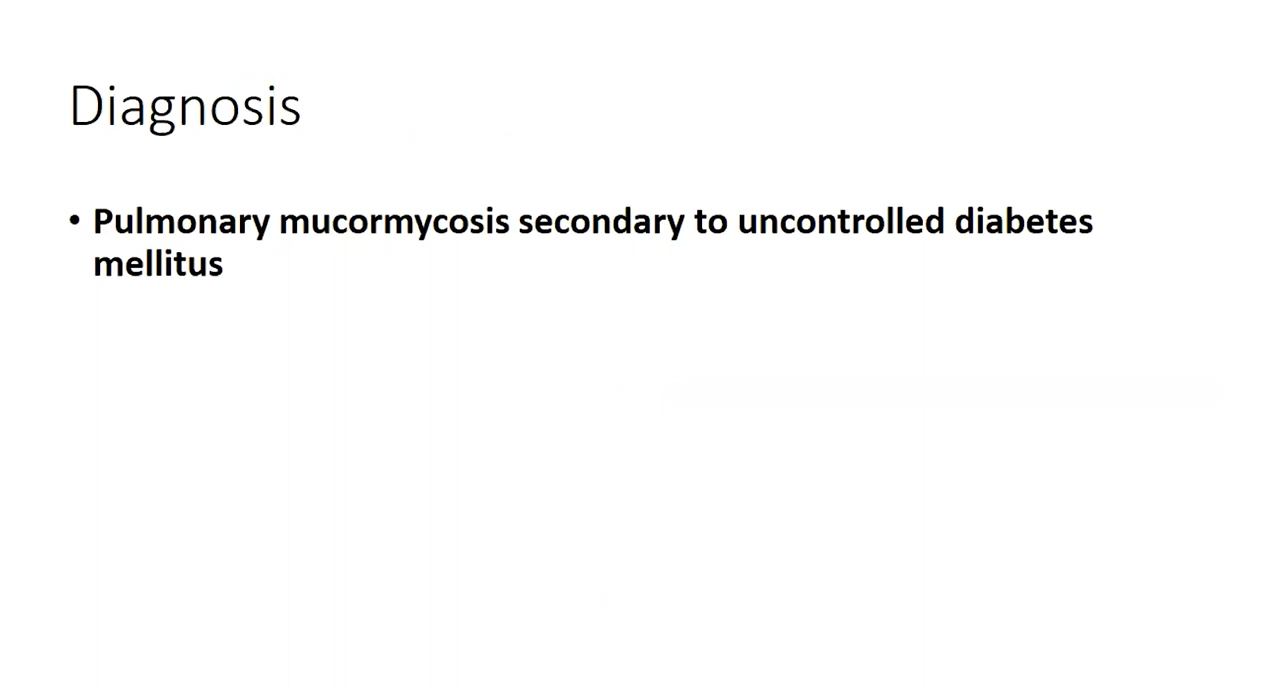 Diagnosis
• Pulmonary mucormycosis secondary to uncontrolled diabetes
mellitus